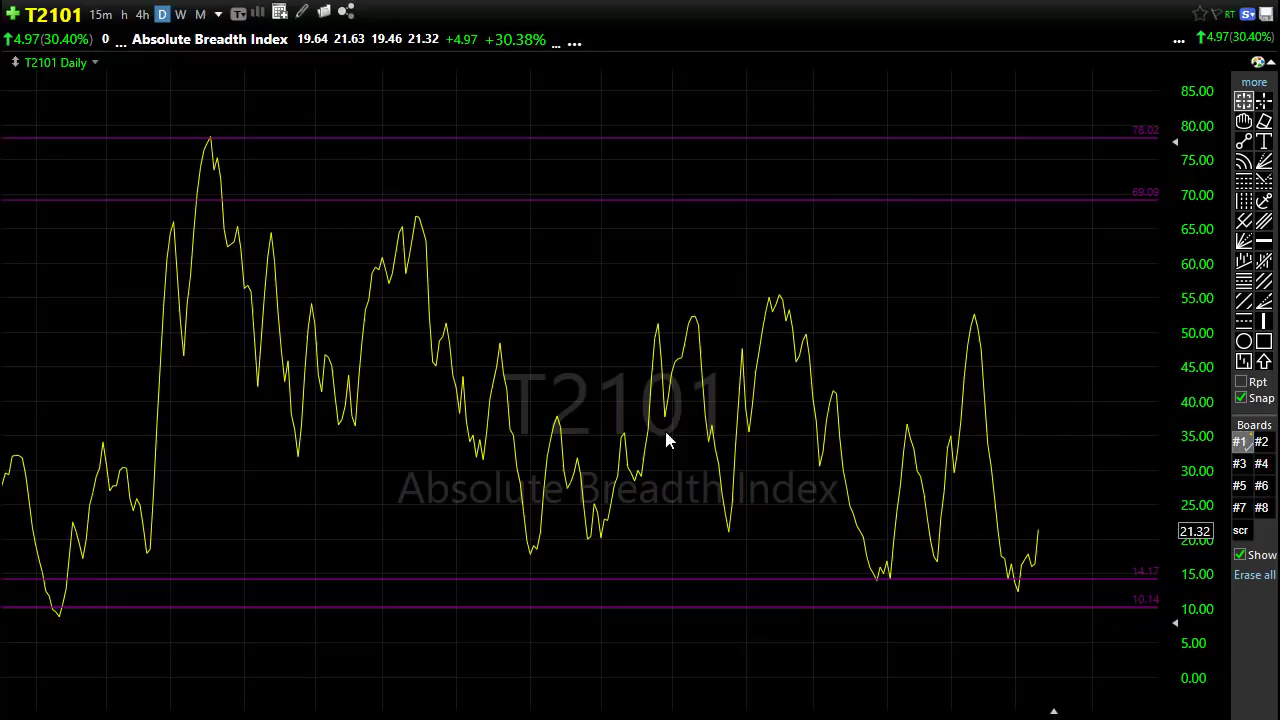 T2101 15m h 4h D W M T RT S
4.97(30.40%) 0 ... Absolute Breadth Index 19.64 21.63 19.46 21.32 +4.97 +30.38% ... ... ... 4.97(30.40%)
T2101 Daily
more
85.00
78.02
80.00
75.00
69.09
70.00
65.00
60.00
55.00
50.00
45.00
T2101
40.00
35.00
30.00
Absolute Breadth Index
25.00
21.32
20.00
14.17
15.00
10.14
10.00
5.00
0.00
T
Rpt
Snap
Boards
#1 #2
#3 #4
#5 #6
#7 #8
scr
Show
Erase all